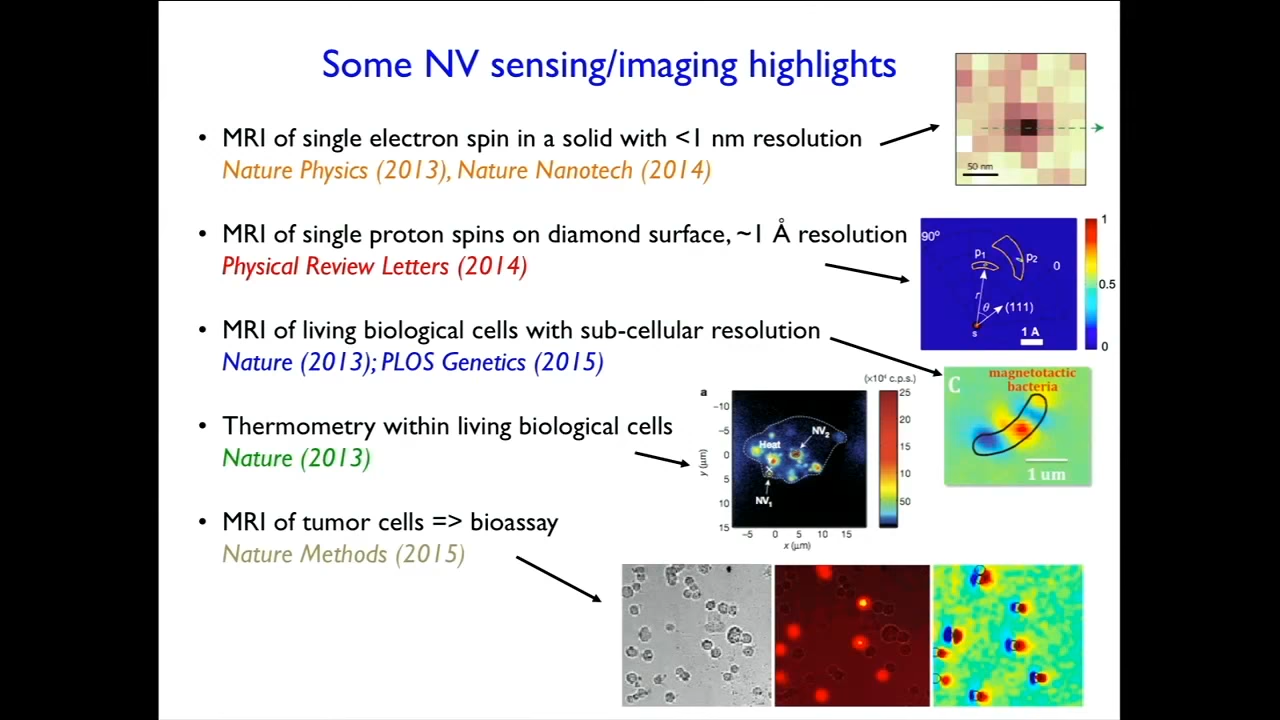 Some NV sensing/imaging highlights
• MRI of single electron spin in a solid with <1 nm resolution
Nature Physics (2013), Nature Nanotech (2014)
50 nm
• MRI of single proton spins on diamond surface, ~1 Å resolution
Physical Review Letters (2014)
90°
p1
p2
0
r
θ
(111)
s
1 A
1
0.5
0
• MRI of living biological cells with sub-cellular resolution
Nature (2013); PLOS Genetics (2015)
C
magnetotactic
bacteria
1 um
• Thermometry within living biological cells
Nature (2013)
a
(×10⁴ c.p.s.)
−10
−5
0
5
10
15
y (μm)
Heat
NV2
NV1
−5
0
5
10
15
x (μm)
25
20
15
10
50
• MRI of tumor cells => bioassay
Nature Methods (2015)